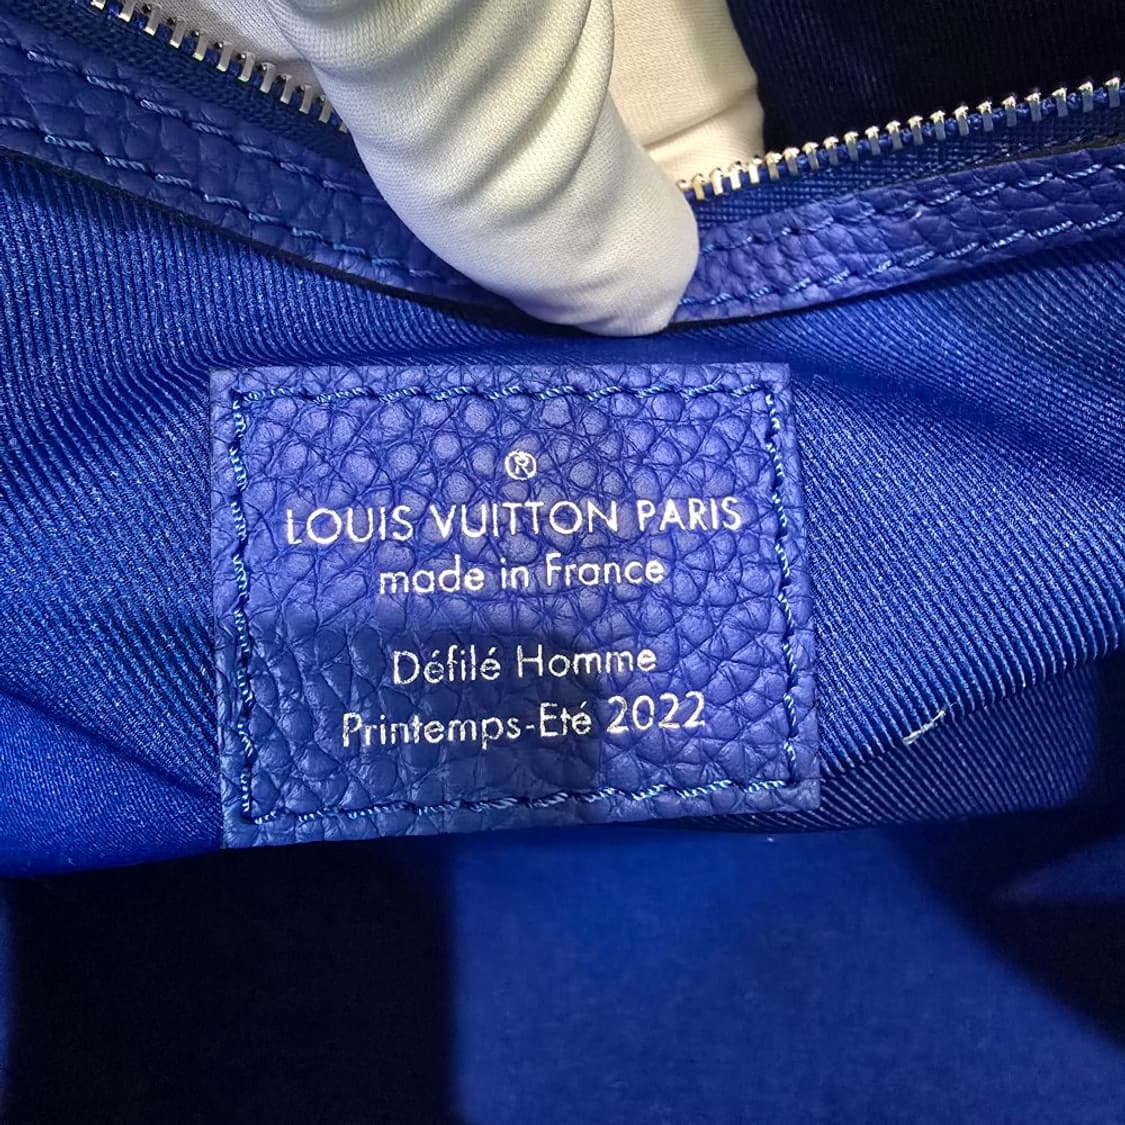 ®
LOUIS VUITTON PARIS
made in France
Défilé Homme
Printemps-Eté 2022